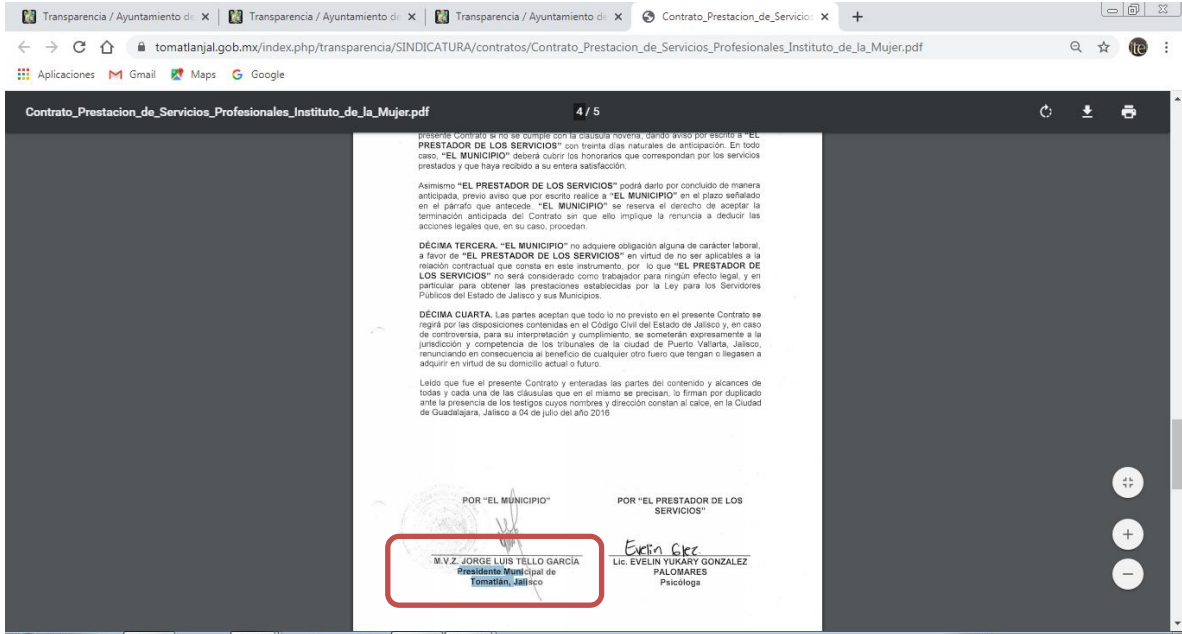 Transparencia / Ayuntamiento de
Transparencia / Ayuntamiento de
Transparencia / Ayuntamiento de
Contrato_Prestacion_de_Servicios
tomatlanjal.gob.mx/index.php/transparencia/SINDICATURA/contratos/Contrato_Prestacion_de_Servicios_Profesionales_Instituto_de_la_Mujer.pdf
Aplicaciones Gmail Maps Google
Contrato_Prestacion_de_Servicios_Profesionales_Instituto_de_la_Mujer.pdf 4 / 5
presente Contrato si no se cumple con la clausula novena, dando aviso por escrito a "EL
PRESTADOR DE LOS SERVICIOS" con treinta días naturales de anticipación. En todo
caso, "EL MUNICIPIO" deberá cubrir los honorarios que correspondan por los servicios
prestados y que haya recibido a su entera satisfacción.
Asimismo "EL PRESTADOR DE LOS SERVICIOS" podrá darlo por concluido de manera
anticipada, previo aviso que por escrito realice a "EL MUNICIPIO" en el plazo señalado
en el párrafo que antecede. "EL MUNICIPIO" se reserva el derecho de aceptar la
terminación anticipada del Contrato sin que ello implique la renuncia a deducir las
acciones legales que, en su caso, procedan.
DÉCIMA TERCERA. "EL MUNICIPIO" no adquiere obligación alguna de carácter laboral,
a favor de "EL PRESTADOR DE LOS SERVICIOS" en virtud de no ser aplicables a la
relación contractual que consta en este instrumento, por lo que "EL PRESTADOR DE
LOS SERVICIOS" no será considerado como trabajador para ningún efecto legal, y en
particular para obtener las prestaciones establecidas por la Ley para los Servidores
Públicos del Estado de Jalisco y sus Municipios.
DÉCIMA CUARTA. Las partes aceptan que todo lo no previsto en el presente Contrato se
regirá por las disposiciones contenidas en el Código Civil del Estado de Jalisco y, en caso
de controversia, para su interpretación y cumplimiento, se someterán expresamente a la
jurisdicción y competencia de los tribunales de la ciudad de Puerto Vallarta, Jalisco,
renunciando en consecuencia al beneficio de cualquier otro fuero que tengan o llegasen a
adquirir en virtud de su domicilio actual o futuro.
Leído que fue el presente Contrato y enteradas las partes del contenido y alcances de
todas y cada una de las cláusulas que en el mismo se precisan, lo firman por duplicado
ante la presencia de los testigos cuyos nombres y dirección constan al calce, en la Ciudad
de Guadalajara, Jalisco a 04 de julio del año 2016
POR "EL MUNICIPIO"
M.V.Z. JORGE LUIS TELLO GARCÍA
Presidente Municipal de
Tomatlán, Jalisco
POR "EL PRESTADOR DE LOS
SERVICIOS"
Evelin Glez
Lic. EVELIN YUKARY GONZALEZ
PALOMARES
Psicóloga